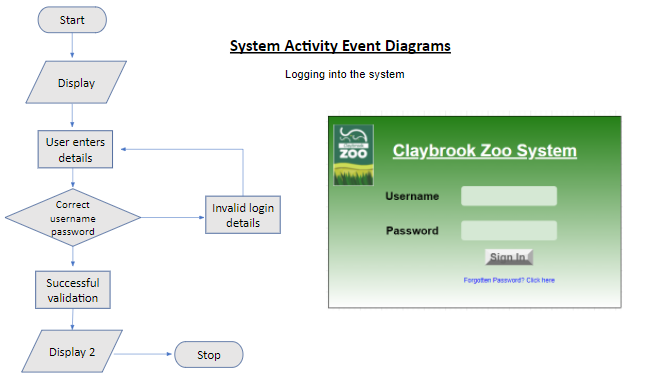 Start
System Activity Event Diagrams
Logging into the system
Display
User enters
details
Correct
username
password
Invalid login
details
Successful
validation
Display 2
Stop
Claybrook
ZOO
Claybrook Zoo System
Username
Password
Sign In
Forgotten Password? Click here